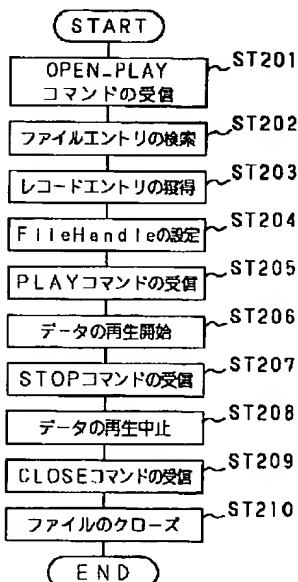 START
OPEN_PLAY
コマンドの受信
ST201
ファイルエントリの検索
ST202
レコードエントリの獲得
ST203
FileHandleの設定
ST204
PLAYコマンドの受信
ST205
データの再生開始
ST206
STOPコマンドの受信
ST207
データの再生中止
ST208
CLOSEコマンドの受信
ST209
ファイルのクローズ
ST210
END